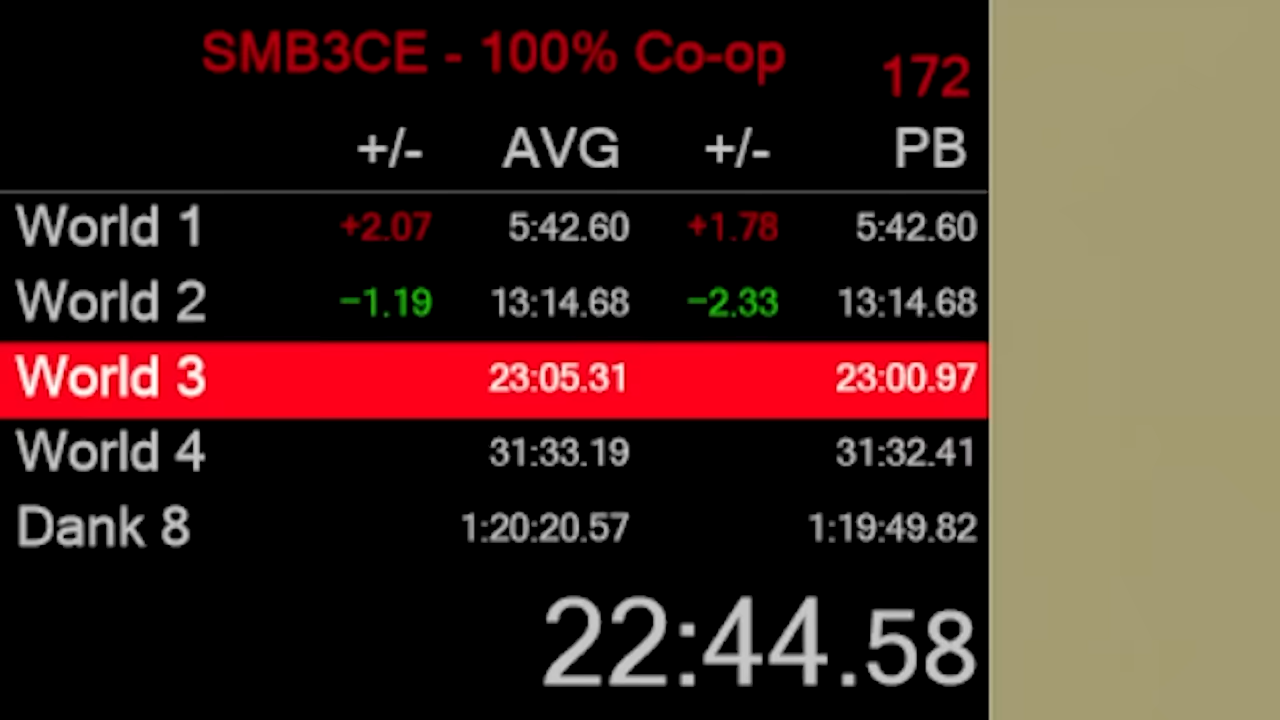 SMB3CE - 100% Co-op 172
+/- AVG +/- PB
World 1 +2.07 5:42.60 +1.78 5:42.60
World 2 −1.19 13:14.68 −2.33 13:14.68
World 3 23:05.31 23:00.97
World 4 31:33.19 31:32.41
Dank 8 1:20:20.57 1:19:49.82
22:44.58